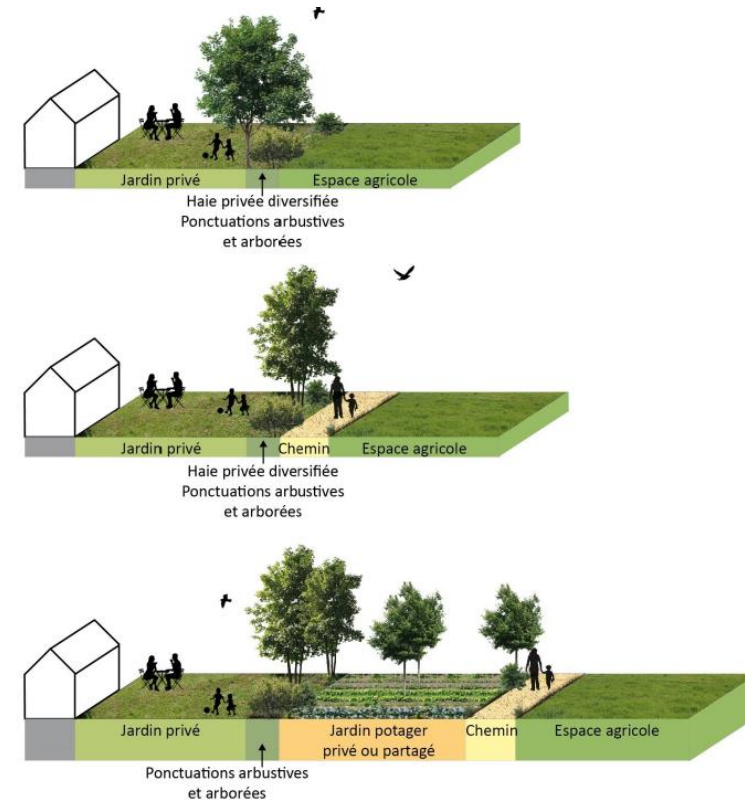 Jardin privé
Espace agricole
Haie privée diversifiée
Ponctuations arbustives
et arborées
Jardin privé
Chemin
Espace agricole
Haie privée diversifiée
Ponctuations arbustives
et arborées
Jardin privé
Jardin potager
privé ou partagé
Chemin
Espace agricole
Ponctuations arbustives
et arborées